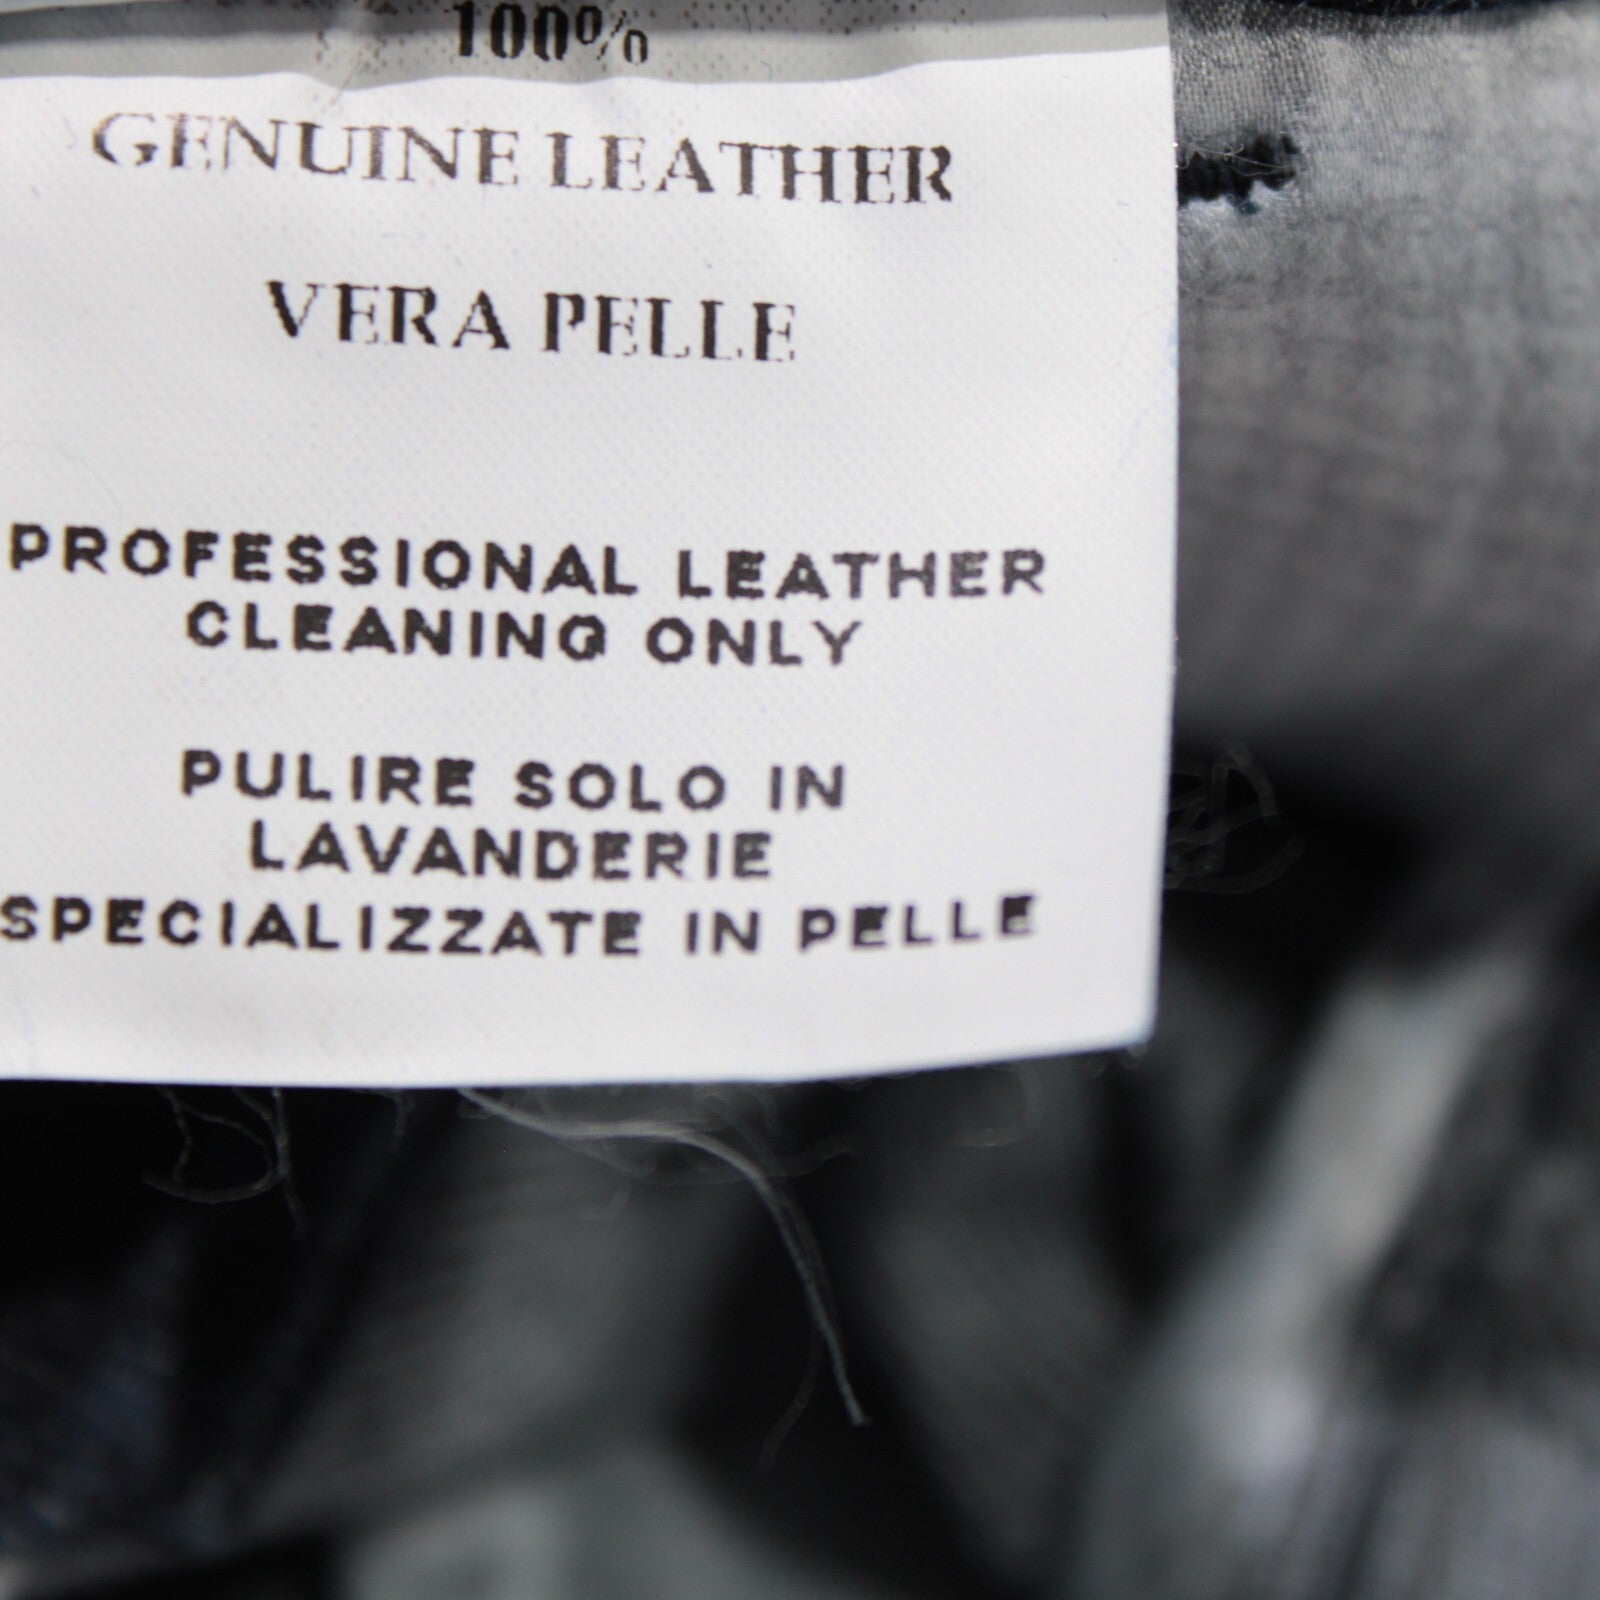 100%
GENUINE LEATHER
VERA PELLE
PROFESSIONAL LEATHER
CLEANING ONLY
PULIRE SOLO IN
LAVANDERIE
SPECIALIZZATE IN PELLE